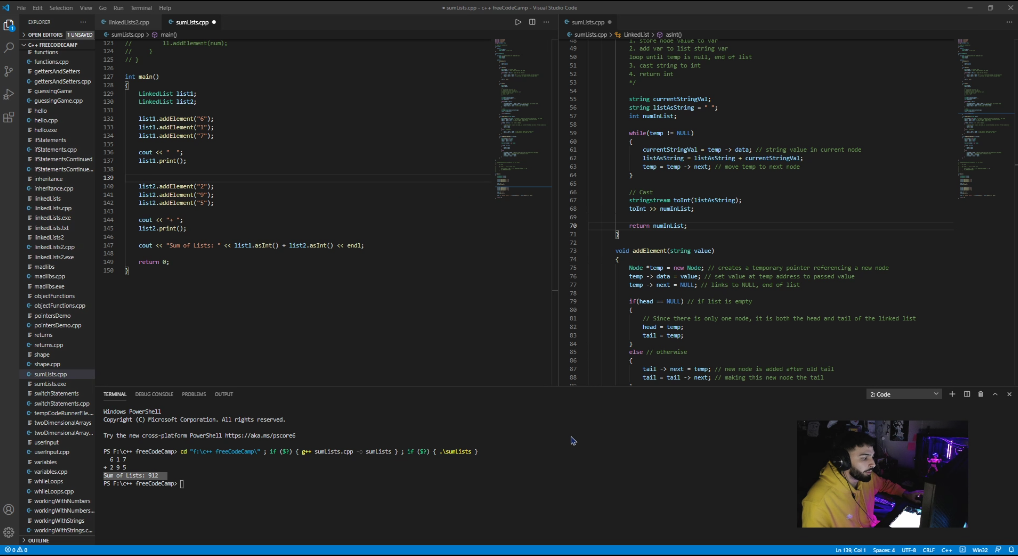 File Edit Selection View Go Run Terminal Help
sumLists.cpp - C++ FreeCodeCamp - Visual Studio Code
EXPLORER
OPEN EDITORS 1 UNSAVED
C++ FREECODECAMP
functions
functions.cpp
gettersAndSetters
gettersAndSetters.cpp
guessingGame
guessingGame.cpp
hello
hello.cpp
hello.exe
ifStatements
ifStatements.cpp
ifStatementsContinued
ifStatementsContinue...
inheritance.cpp
linkedLists
linkedLists.cpp
linkedLists.exe
linkedLists.txt
linkedLists2
linkedLists2.cpp
linkedLists2.exe
madlibs
madlibs.cpp
madlibs.exe
objectFunctions
objectFunctions.cpp
pointersDemo
pointersDemo.cpp
returns
returns.cpp
shape
shape.cpp
sumLists.cpp
sumLists.exe
switchStatements
switchStatements.cpp
tempCodeRunnerFile...
twoDimensionalArrays
twoDimensionalArray...
userInput
userInput.cpp
variables
variables.cpp
whileLoops
whileLoops.cpp
workingWithNumbers
workingWithNumbers...
workingWithStrings
workingWithStrings.c...
OUTLINE
linkedLists2.cpp sumLists.cpp
sumLists.cpp > main()
123 // l1.addElement(num);
124 // }
125 // }
126
127 int main()
128 {
129 LinkedList list1;
130 LinkedList list2;
131
132 list1.addElement("6");
133 list1.addElement("1");
134 list1.addElement("7");
135
136 cout << " ";
137 list1.print();
138
139
140 list2.addElement("2");
141 list2.addElement("9");
142 list2.addElement("5");
143
144 cout << "+ ";
145 list2.print();
146
147 cout << "Sum of Lists: " << list1.asInt() + list2.asInt() << endl;
148
149 return 0;
150 }
sumLists.cpp
sumLists.cpp > LinkedList > asInt()
48 1. store node value to var
49 2. add var to list string var
50 loop until temp is null, end of list
51 3. cast string to int
52 4. return int
53 */
54
55 string currentStringVal;
56 string listAsString = " ";
57 int numInList;
58
59 while(temp != NULL)
60 {
61 currentStringVal = temp -> data; // string value in current node
62 listAsString = listAsString + currentStringVal;
63 temp = temp -> next; // move temp to next node
64 }
65
66 // Cast
67 stringstream toInt(listAsString);
68 toInt >> numInList;
69
70 return numInList;
71 }
72
73 void addElement(string value)
74 {
75 Node *temp = new Node; // creates a temporary pointer referencing a new node
76 temp -> data = value; // set value at temp address to passed value
77 temp -> next = NULL; // links to NULL, end of list
78
79 if(head == NULL) // if list is empty
80 {
81 // Since there is only one node, it is both the head and tail of the linked list
82 head = temp;
83 tail = temp;
84 }
85 else // otherwise
86 {
87 tail -> next = temp; // new node is added after old tail
88 tail = tail -> next; // making this new node the tail
TERMINAL DEBUG CONSOLE PROBLEMS OUTPUT
2: Code
Windows PowerShell
Copyright (C) Microsoft Corporation. All rights reserved.
Try the new cross-platform PowerShell https://aka.ms/pscore6
PS F:\c++ freeCodeCamp> cd "f:\c++ freeCodeCamp\" ; if ($?) { g++ sumLists.cpp -o sumLists } ; if ($?) { .\sumLists }
6 1 7
+ 2 9 5
Sum of Lists: 912
PS F:\c++ freeCodeCamp>
0 0
Ln 139, Col 1 Spaces: 4 UTF-8 CRLF C++ Win32